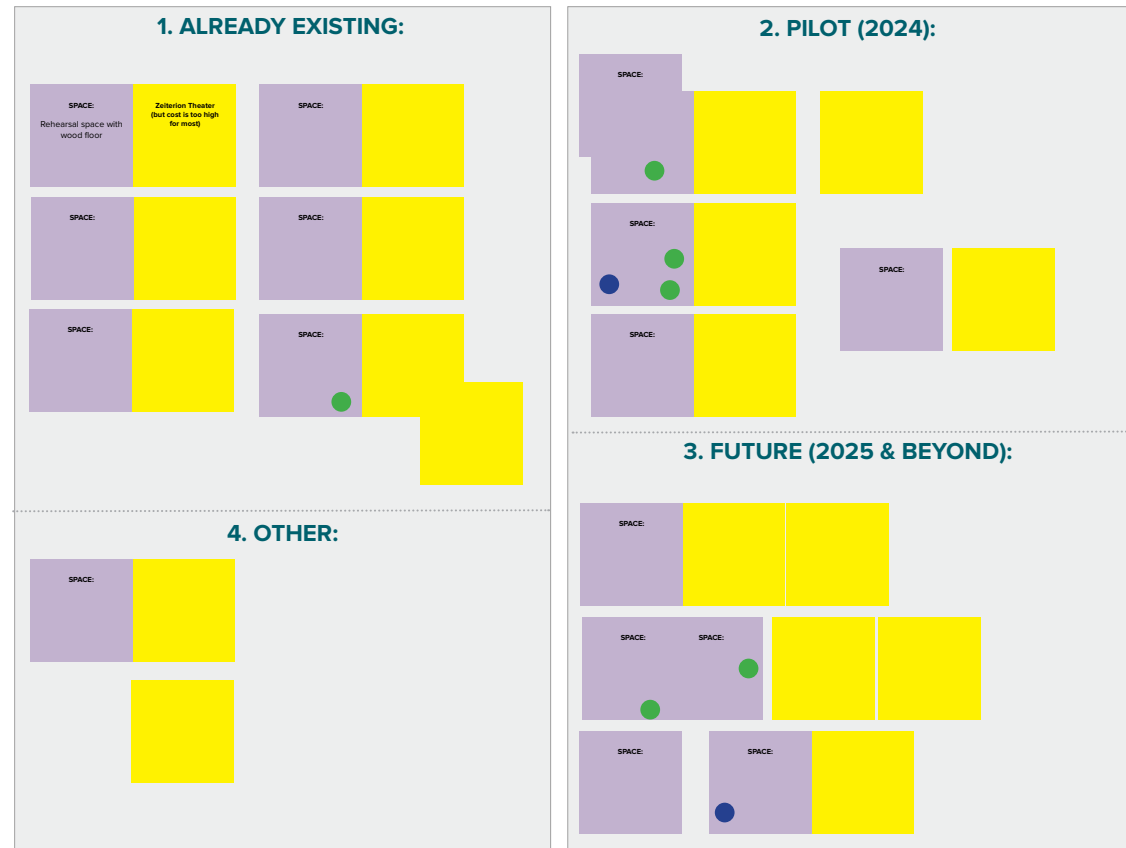 1. ALREADY EXISTING:
SPACE:
Rehearsal space with
wood floor
Zeiterion Theater
(but cost is too high
for most)
SPACE:
SPACE:
SPACE:
SPACE:
SPACE:
2. PILOT (2024):
SPACE:
SPACE:
SPACE:
SPACE:
3. FUTURE (2025 & BEYOND):
SPACE:
SPACE:
SPACE:
SPACE:
SPACE:
4. OTHER:
SPACE: